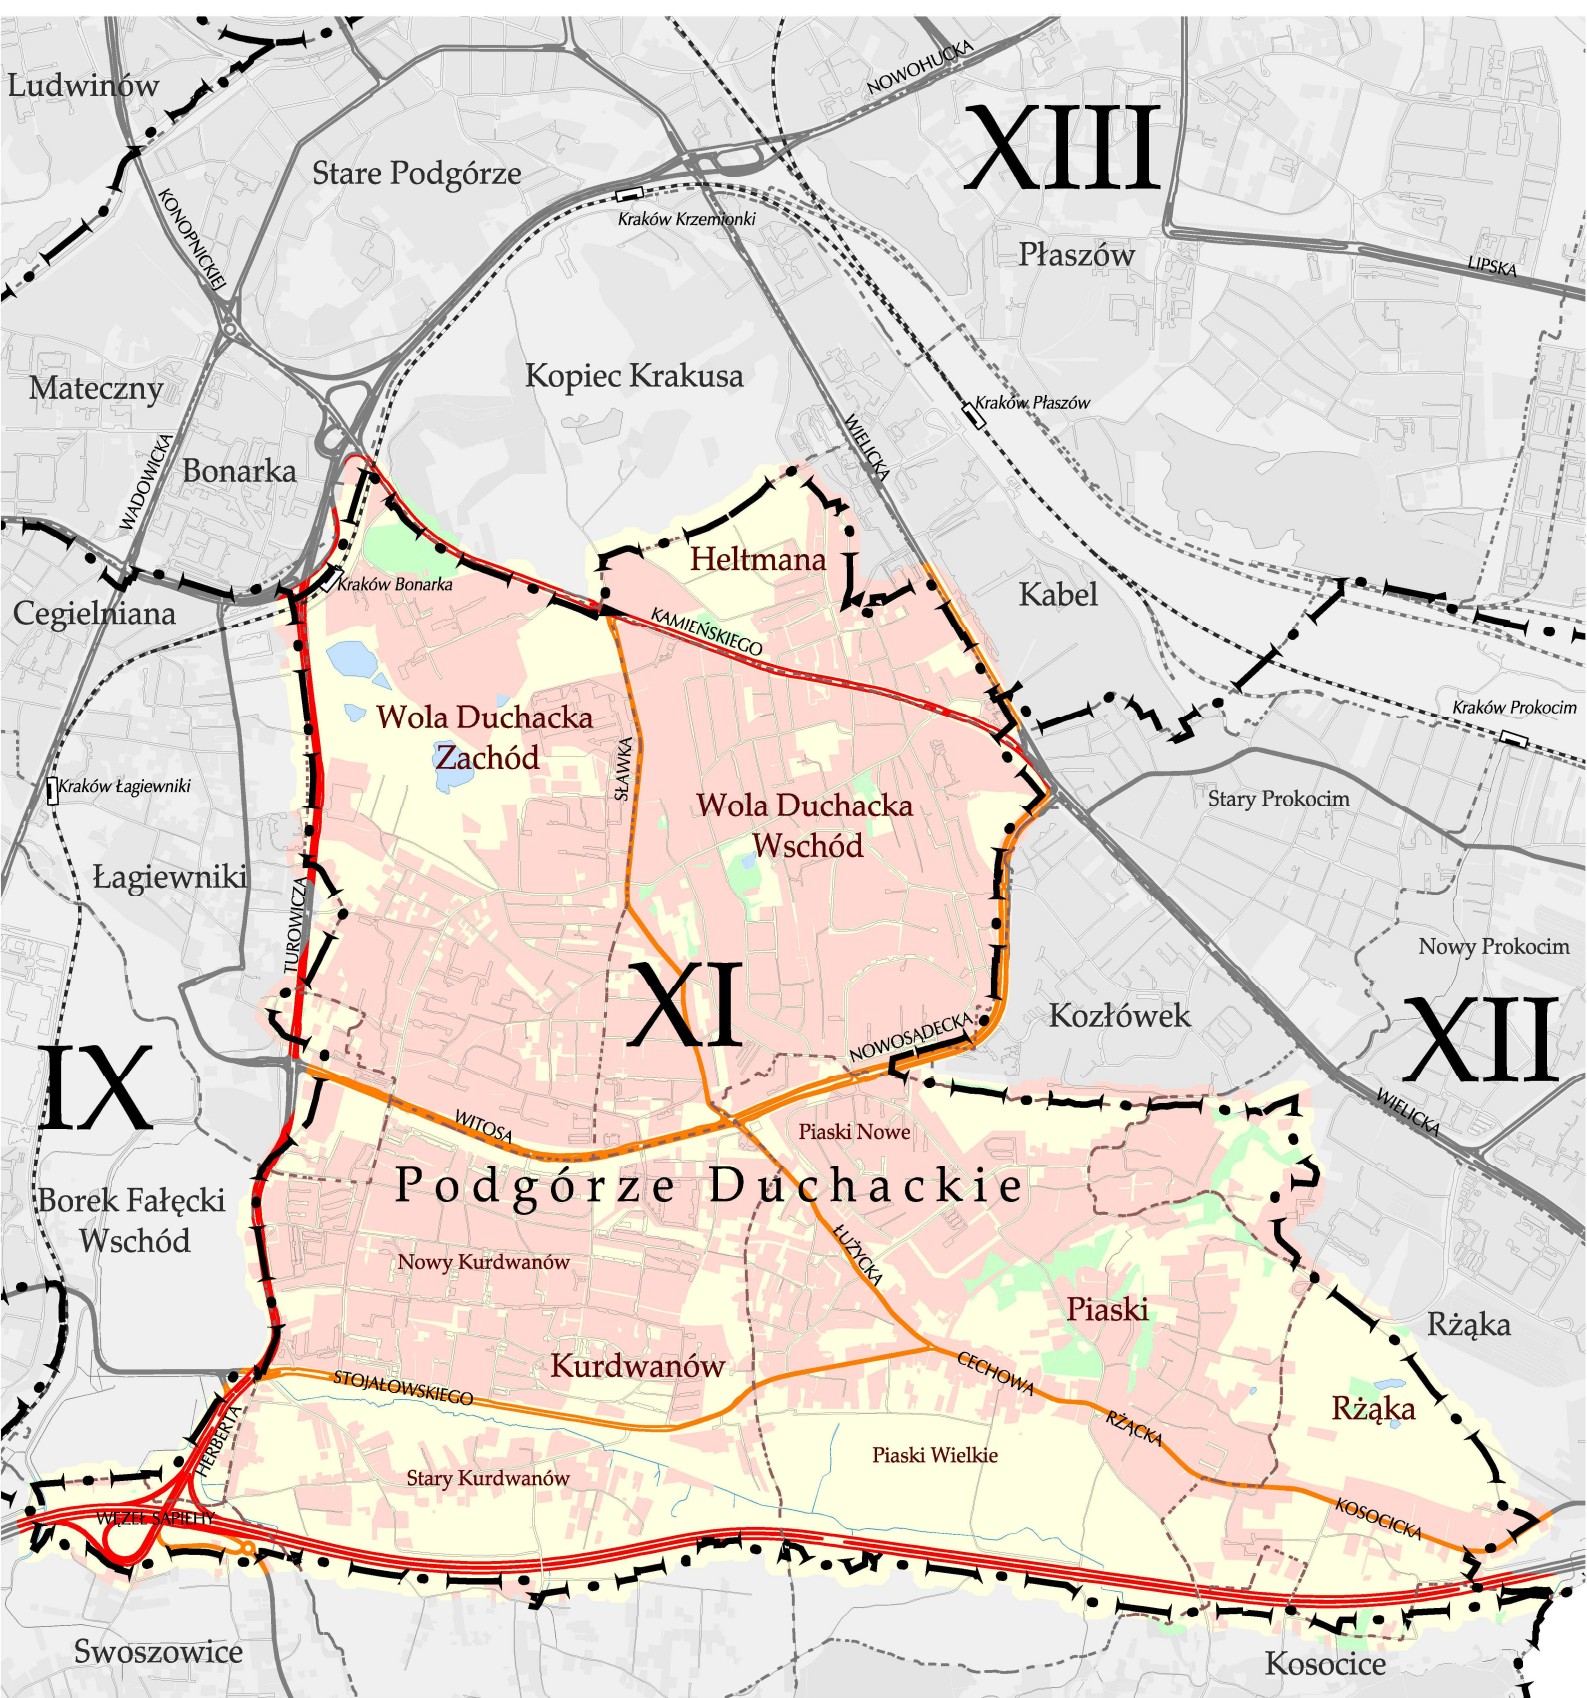 Ludwinów
NOWOHUCKA
XIII
Stare Podgórze
KONOPNICKIEJ
Kraków Krzemionki
Płaszów
LIPSKA
Kopiec Krakusa
Mateczny
Kraków Płaszów
WIELICKA
WADOWICKA
Bonarka
Heltmana
Kraków Bonarka
Kabel
Cegielniana
KAMIEŃSKIEGO
Wola Duchacka
Zachód
Kraków Prokocim
SŁAWKA
Kraków Łagiewniki
Wola Duchacka
Wschód
Stary Prokocim
Łagiewniki
TUROWICZA
Nowy Prokocim
XI
Kozłówek
NOWOSĄDECKA
XII
IX
WIELICKA
WITOSA
Piaski Nowe
Podgórze Duchackie
Borek Fałęcki
Wschód
ŁUŻYCKA
Nowy Kurdwanów
Piaski
Rżąka
Kurdwanów
CECHOWA
STOJAŁOWSKIEGO
Rżąka
RŻĄCKA
HERBERTA
Piaski Wielkie
Stary Kurdwanów
WĘZEŁ SAPIEHY
KOSOCICKA
Swoszowice
Kosocice